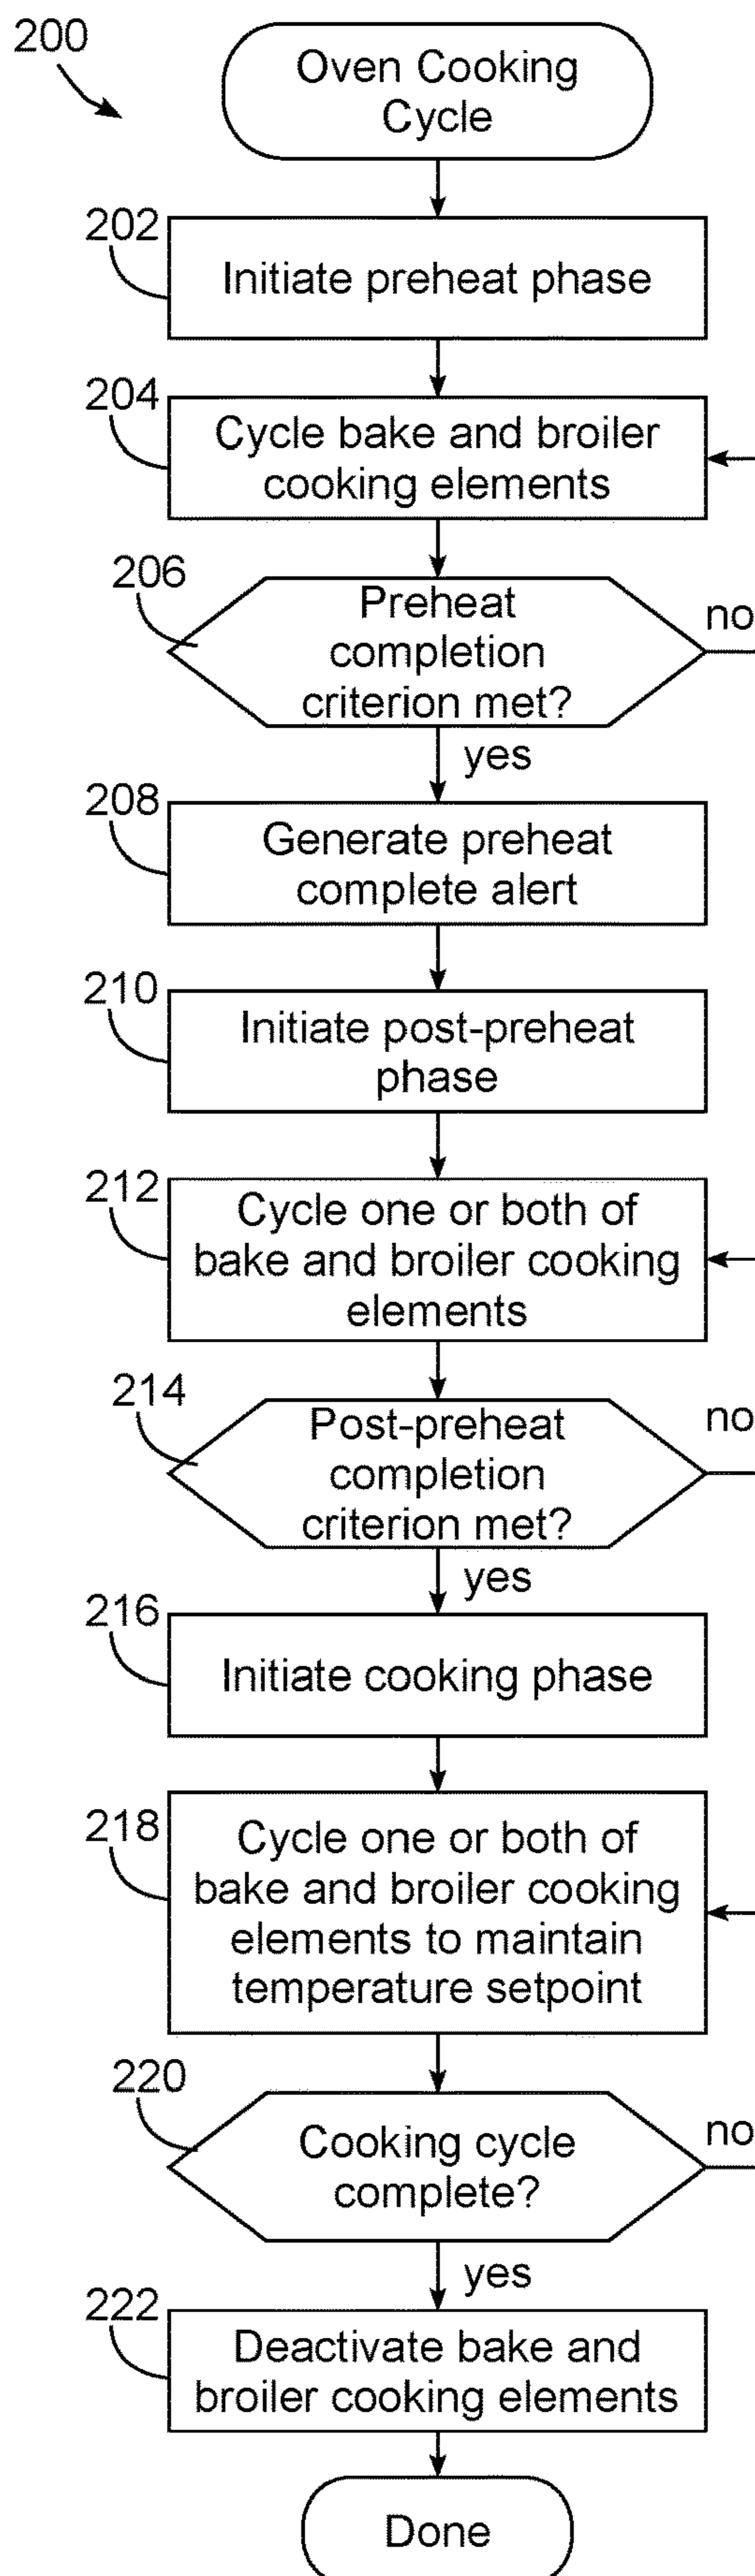 200
Oven Cooking
Cycle
202
Initiate preheat phase
204
Cycle bake and broiler
cooking elements
206
Preheat
completion
criterion met?
no
yes
208
Generate preheat
complete alert
210
Initiate post-preheat
phase
212
Cycle one or both of
bake and broiler cooking
elements
214
Post-preheat
completion
criterion met?
no
yes
216
Initiate cooking phase
218
Cycle one or both of
bake and broiler cooking
elements to maintain
temperature setpoint
220
Cooking cycle
complete?
no
yes
222
Deactivate bake and
broiler cooking elements
Done